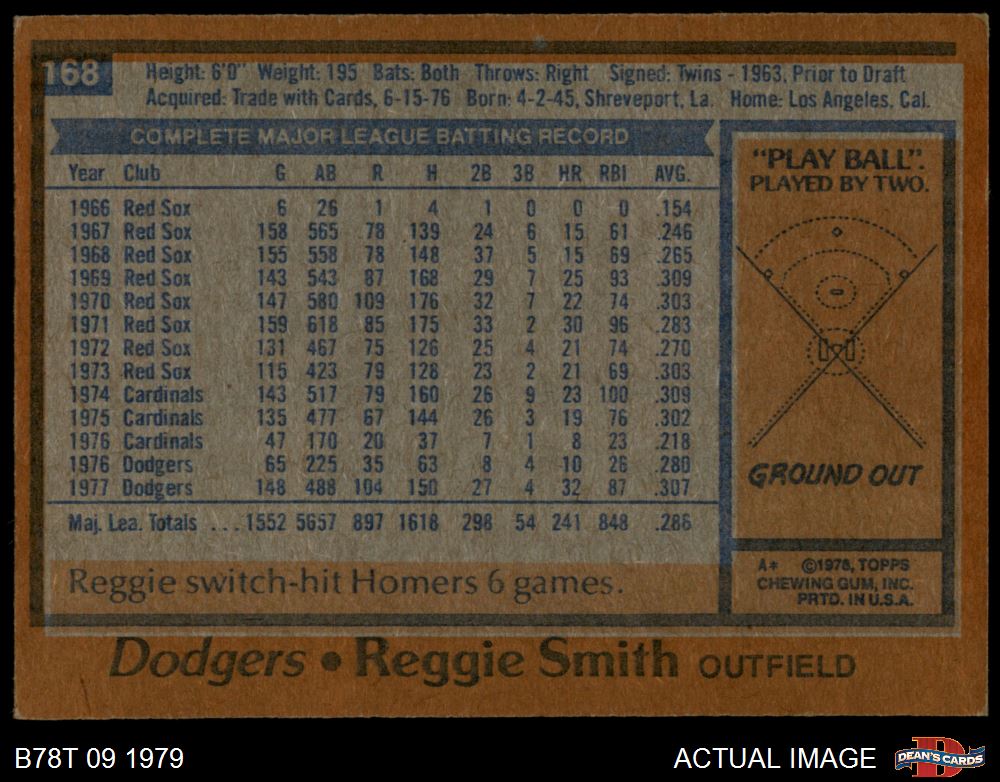 168
Height: 6'0" Weight: 195 Bats: Both Throws: Right Signed: Twins - 1963, Prior to Draft
Acquired: Trade with Cards, 6-15-76 Born: 4-2-45, Shreveport, La. Home: Los Angeles, Cal.
COMPLETE MAJOR LEAGUE BATTING RECORD
Year Club G AB R H 2B 3B HR RBI AVG.
1966 Red Sox 6 26 1 4 1 0 0 0 .154
1967 Red Sox 158 565 78 139 24 6 15 61 .246
1968 Red Sox 155 558 78 148 37 5 15 69 .265
1969 Red Sox 143 543 87 168 29 7 25 93 .309
1970 Red Sox 147 580 109 176 32 7 22 74 .303
1971 Red Sox 159 618 85 175 33 2 30 96 .283
1972 Red Sox 131 467 75 126 25 4 21 74 .270
1973 Red Sox 115 423 79 128 23 2 21 69 .303
1974 Cardinals 143 517 79 160 26 9 23 100 .309
1975 Cardinals 135 477 67 144 26 3 19 76 .302
1976 Cardinals 47 170 20 37 7 1 8 23 .218
1976 Dodgers 65 225 35 63 8 4 10 26 .280
1977 Dodgers 148 488 104 150 27 4 32 87 .307
Maj. Lea. Totals ... 1552 5657 897 1618 298 54 241 848 .286
"PLAY BALL".
PLAYED BY TWO.
GROUND OUT
A* ©1978, TOPPS
CHEWING GUM, INC.
PRTD. IN U.S.A.
Reggie switch-hit Homers 6 games.
Dodgers • Reggie Smith OUTFIELD
B78T 09 1979
ACTUAL IMAGE
D
DEAN'S CARDS